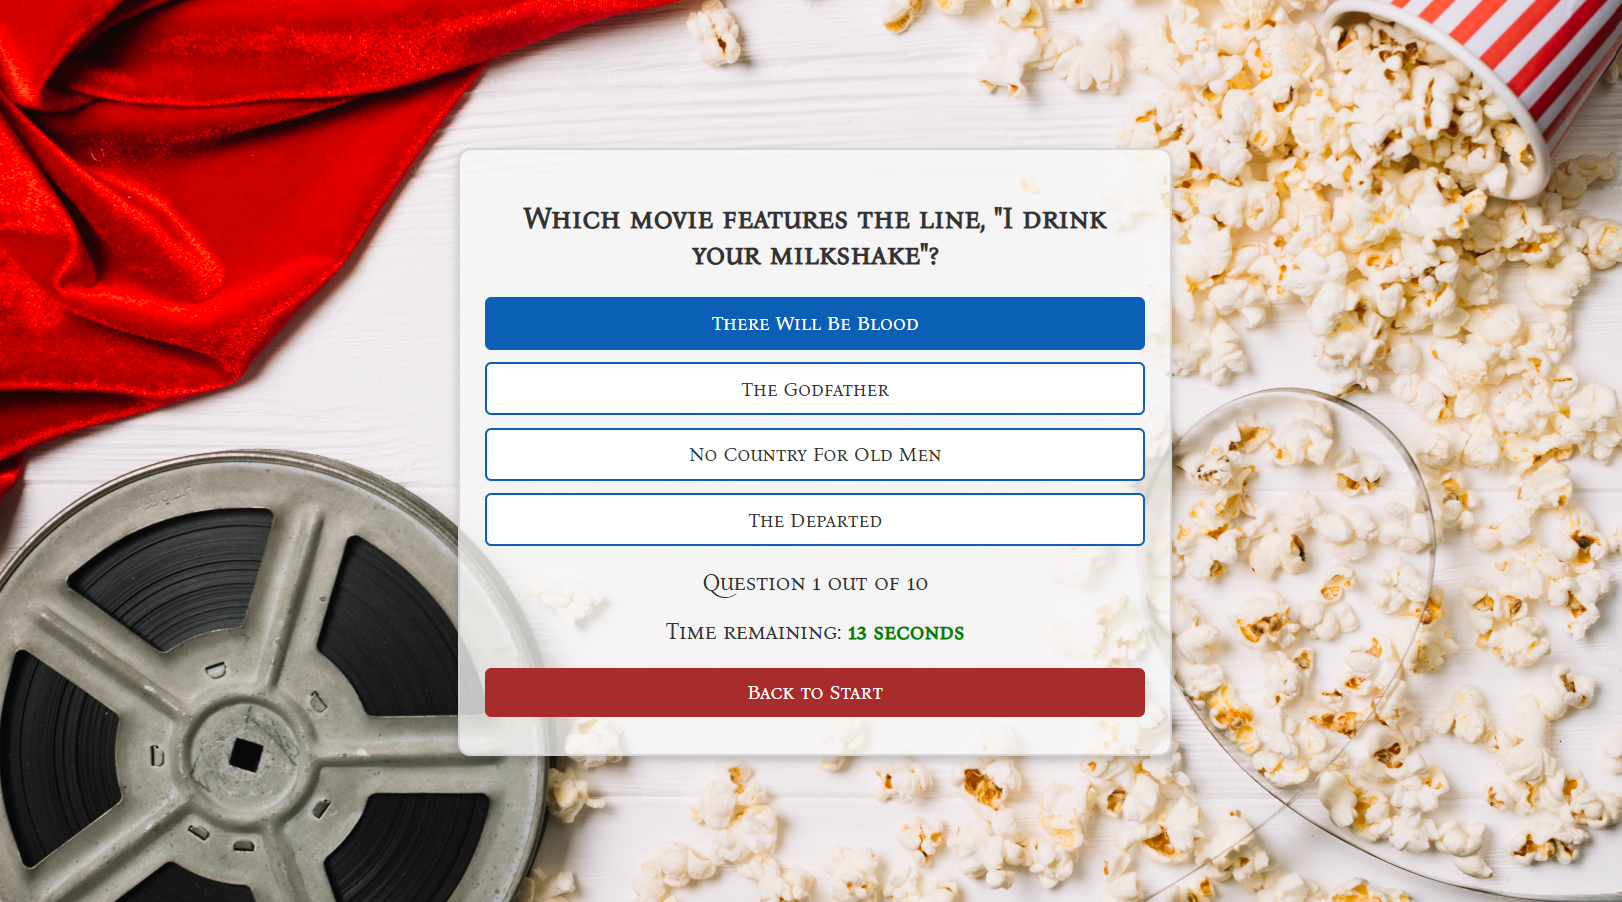 Which movie features the line, "I drink
your milkshake"?
There Will Be Blood
The Godfather
No Country For Old Men
The Departed
Question 1 out of 10
Time remaining: 13 seconds
Back to Start